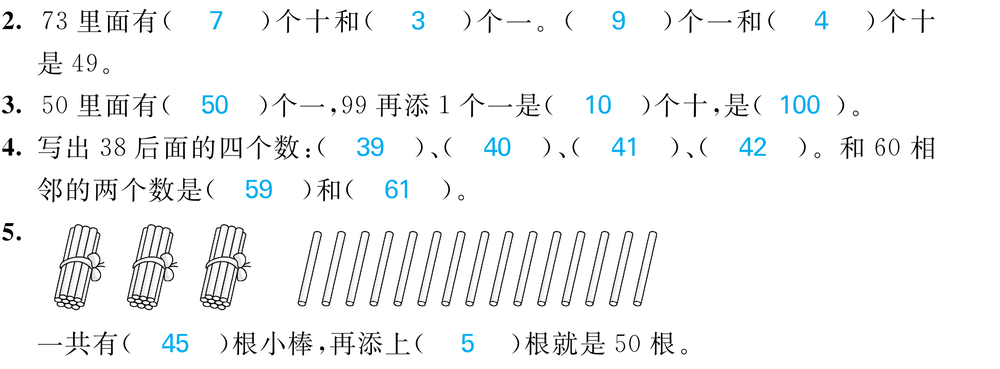 2. 73 里面有( 7 )个十和( 3 )个一。( 9 )个一和( 4 )个十
是 49。
3. 50 里面有( 50 )个一,99 再添 1 个一是( 10 )个十,是( 100 )。
4. 写出 38 后面的四个数:( 39 )、( 40 )、( 41 )、( 42 )。和 60 相
邻的两个数是( 59 )和( 61 )。
5.
一共有( 45 )根小棒,再添上( 5 )根就是 50 根。